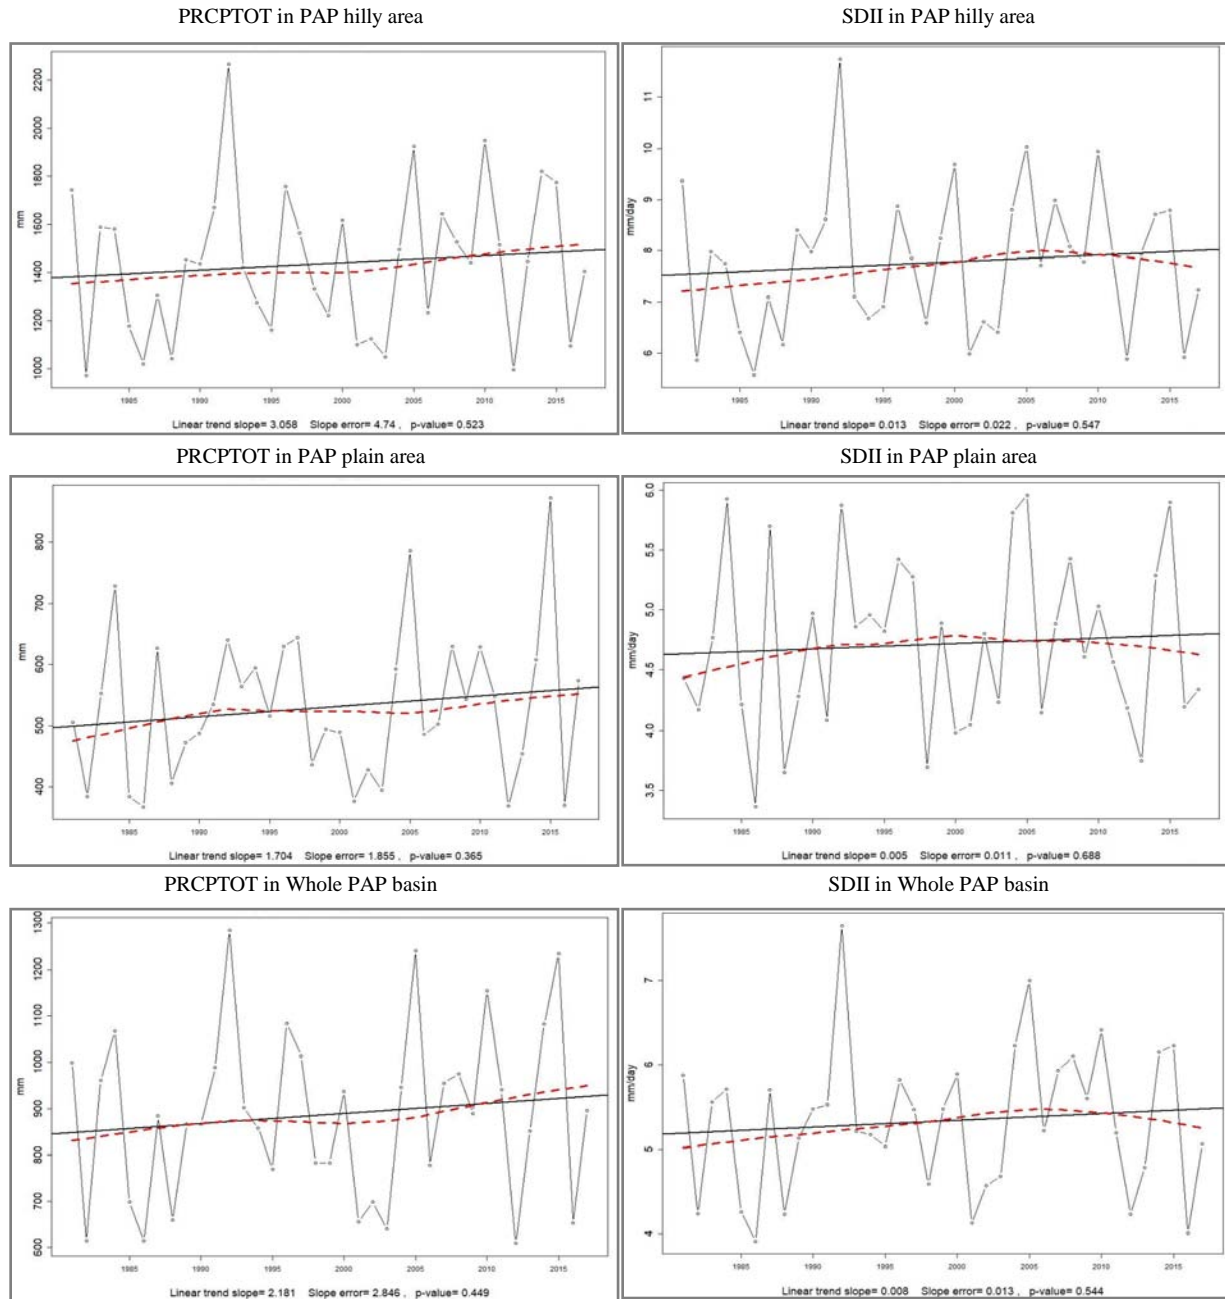 PRCPTOT in PAP hilly area
mm
2200
2000
1800
1600
1400
1200
1000
1985 1990 1995 2000 2005 2010 2015
Linear trend slope= 3.058 Slope error= 4.74 , p-value= 0.523
SDII in PAP hilly area
mm/day
11
10
9
8
7
6
1985 1990 1995 2000 2005 2010 2015
Linear trend slope= 0.013 Slope error= 0.022 , p-value= 0.547
PRCPTOT in PAP plain area
mm
800
700
600
500
400
1985 1990 1995 2000 2005 2010 2015
Linear trend slope= 1.704 Slope error= 1.855 , p-value= 0.365
SDII in PAP plain area
mm/day
6.0
5.5
5.0
4.5
4.0
3.5
1985 1990 1995 2000 2005 2010 2015
Linear trend slope= 0.005 Slope error= 0.011 , p-value= 0.688
PRCPTOT in Whole PAP basin
mm
1300
1200
1100
1000
900
800
700
600
1985 1990 1995 2000 2005 2010 2015
Linear trend slope= 2.181 Slope error= 2.846 , p-value= 0.449
SDII in Whole PAP basin
mm/day
7
6
5
4
1985 1990 1995 2000 2005 2010 2015
Linear trend slope= 0.008 Slope error= 0.013 , p-value= 0.544